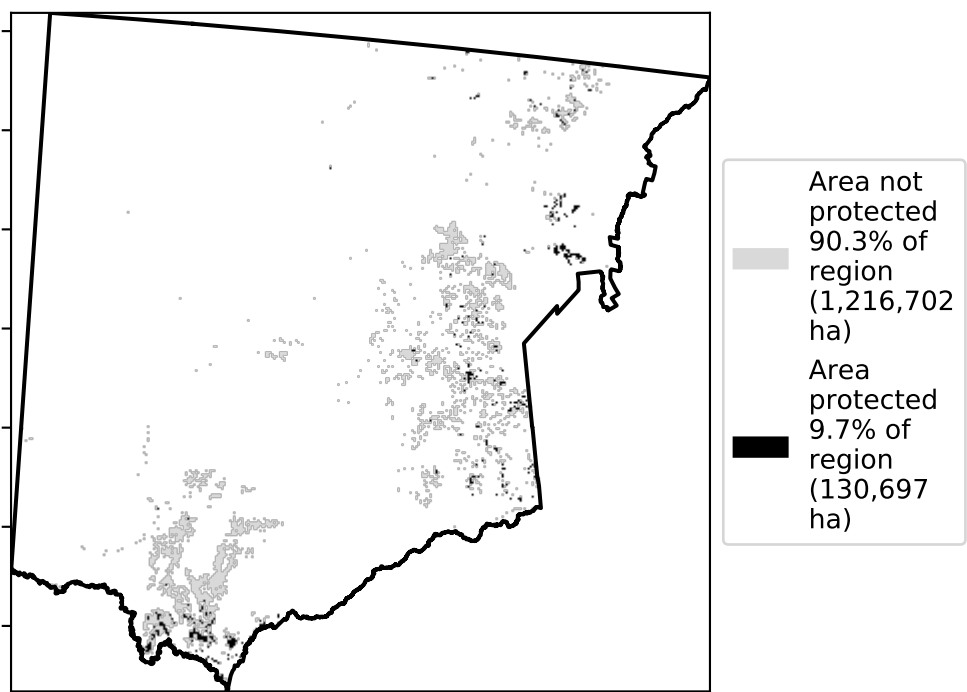 Area not
protected
90.3% of
region
(1,216,702
ha)
Area
protected
9.7% of
region
(130,697
ha)